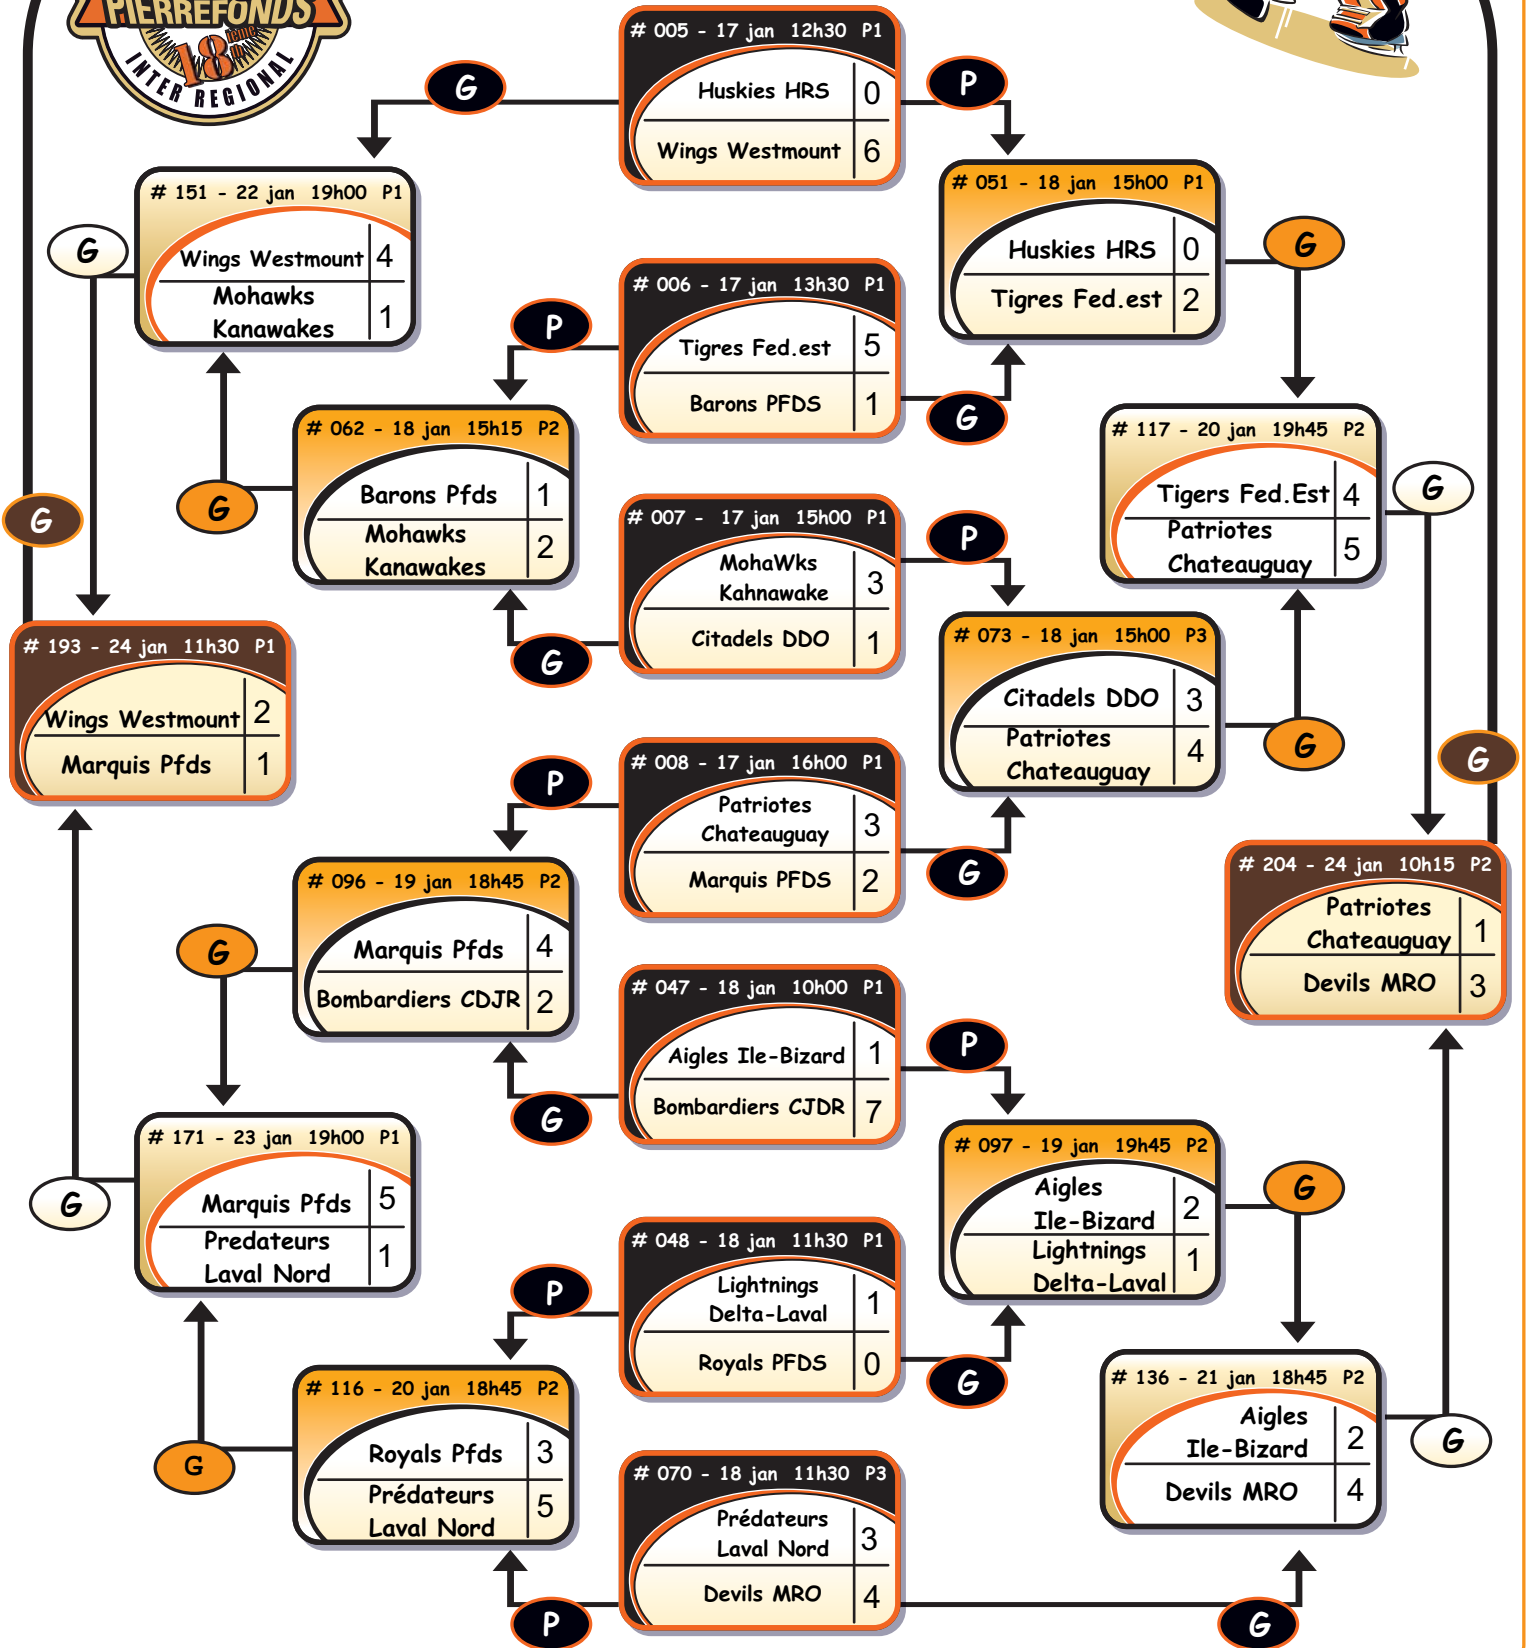 PIERREFONDS
18 ième
th
INTER REGIONAL
# 005 - 17 jan 12h30 P1
Huskies HRS 0
Wings Westmount 6
G
P
# 151 - 22 jan 19h00 P1
Wings Westmount 4
Mohawks
Kanawakes 1
G
# 051 - 18 jan 15h00 P1
Huskies HRS 0
Tigres Fed.est 2
G
# 006 - 17 jan 13h30 P1
Tigres Fed.est 5
Barons PFDS 1
P
G
# 062 - 18 jan 15h15 P2
Barons Pfds 1
Mohawks
Kanawakes 2
G
# 117 - 20 jan 19h45 P2
Tigers Fed.Est 4
Patriotes
Chateauguay 5
G
G
# 007 - 17 jan 15h00 P1
MohaWks
Kahnawake 3
Citadels DDO 1
P
G
# 193 - 24 jan 11h30 P1
Wings Westmount 2
Marquis Pfds 1
# 073 - 18 jan 15h00 P3
Citadels DDO 3
Patriotes
Chateauguay 4
G
G
# 008 - 17 jan 16h00 P1
Patriotes
Chateauguay 3
Marquis PFDS 2
P
G
# 096 - 19 jan 18h45 P2
Marquis Pfds 4
Bombardiers CDJR 2
G
# 204 - 24 jan 10h15 P2
Patriotes
Chateauguay 1
Devils MRO 3
# 047 - 18 jan 10h00 P1
Aigles Ile-Bizard 1
Bombardiers CJDR 7
P
G
# 171 - 23 jan 19h00 P1
Marquis Pfds 5
Predateurs
Laval Nord 1
G
# 097 - 19 jan 19h45 P2
Aigles
Ile-Bizard 2
Lightnings
Delta-Laval 1
G
# 048 - 18 jan 11h30 P1
Lightnings
Delta-Laval 1
Royals PFDS 0
P
G
# 116 - 20 jan 18h45 P2
Royals Pfds 3
Prédateurs
Laval Nord 5
G
# 136 - 21 jan 18h45 P2
Aigles
Ile-Bizard 2
Devils MRO 4
G
# 070 - 18 jan 11h30 P3
Prédateurs
Laval Nord 3
Devils MRO 4
P
G